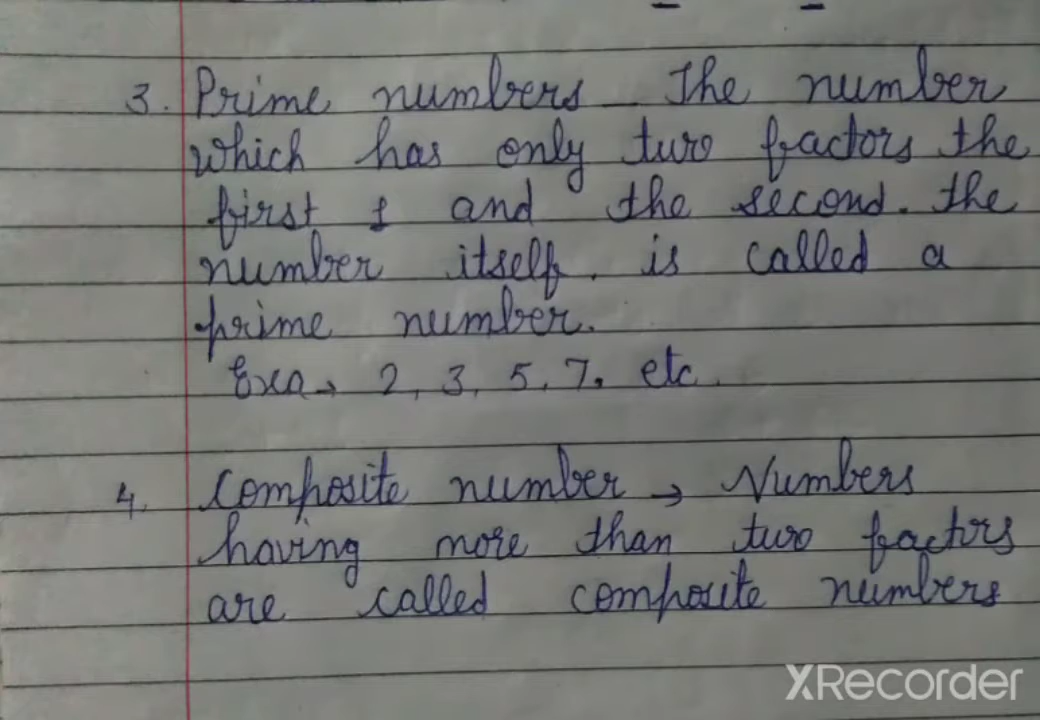 3. Prime numbers - The number
which has only two factors the
first 1 and the second. the
number itself. is called a
prime number.
Exa → 2, 3, 5, 7. etc.
4. Composite number → Numbers
having more than two factors
are called composite numbers
XRecorder